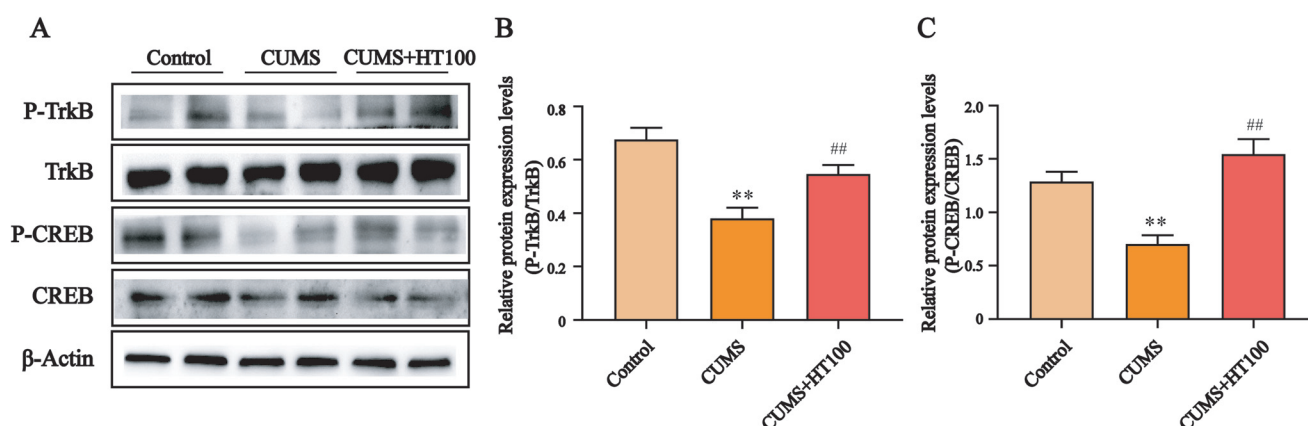 A
Control CUMS CUMS+HT100
P-TrkB
TrkB
P-CREB
CREB
β-Actin
B
Relative protein expression levels
(P-TrkB/TrkB)
0.8
0.6
0.4
0.2
0
**
##
Control
CUMS
CUMS+HT100
C
Relative protein expression levels
(P-CREB/CREB)
2.0
1.5
1.0
0.5
0
**
##
Control
CUMS
CUMS+HT100